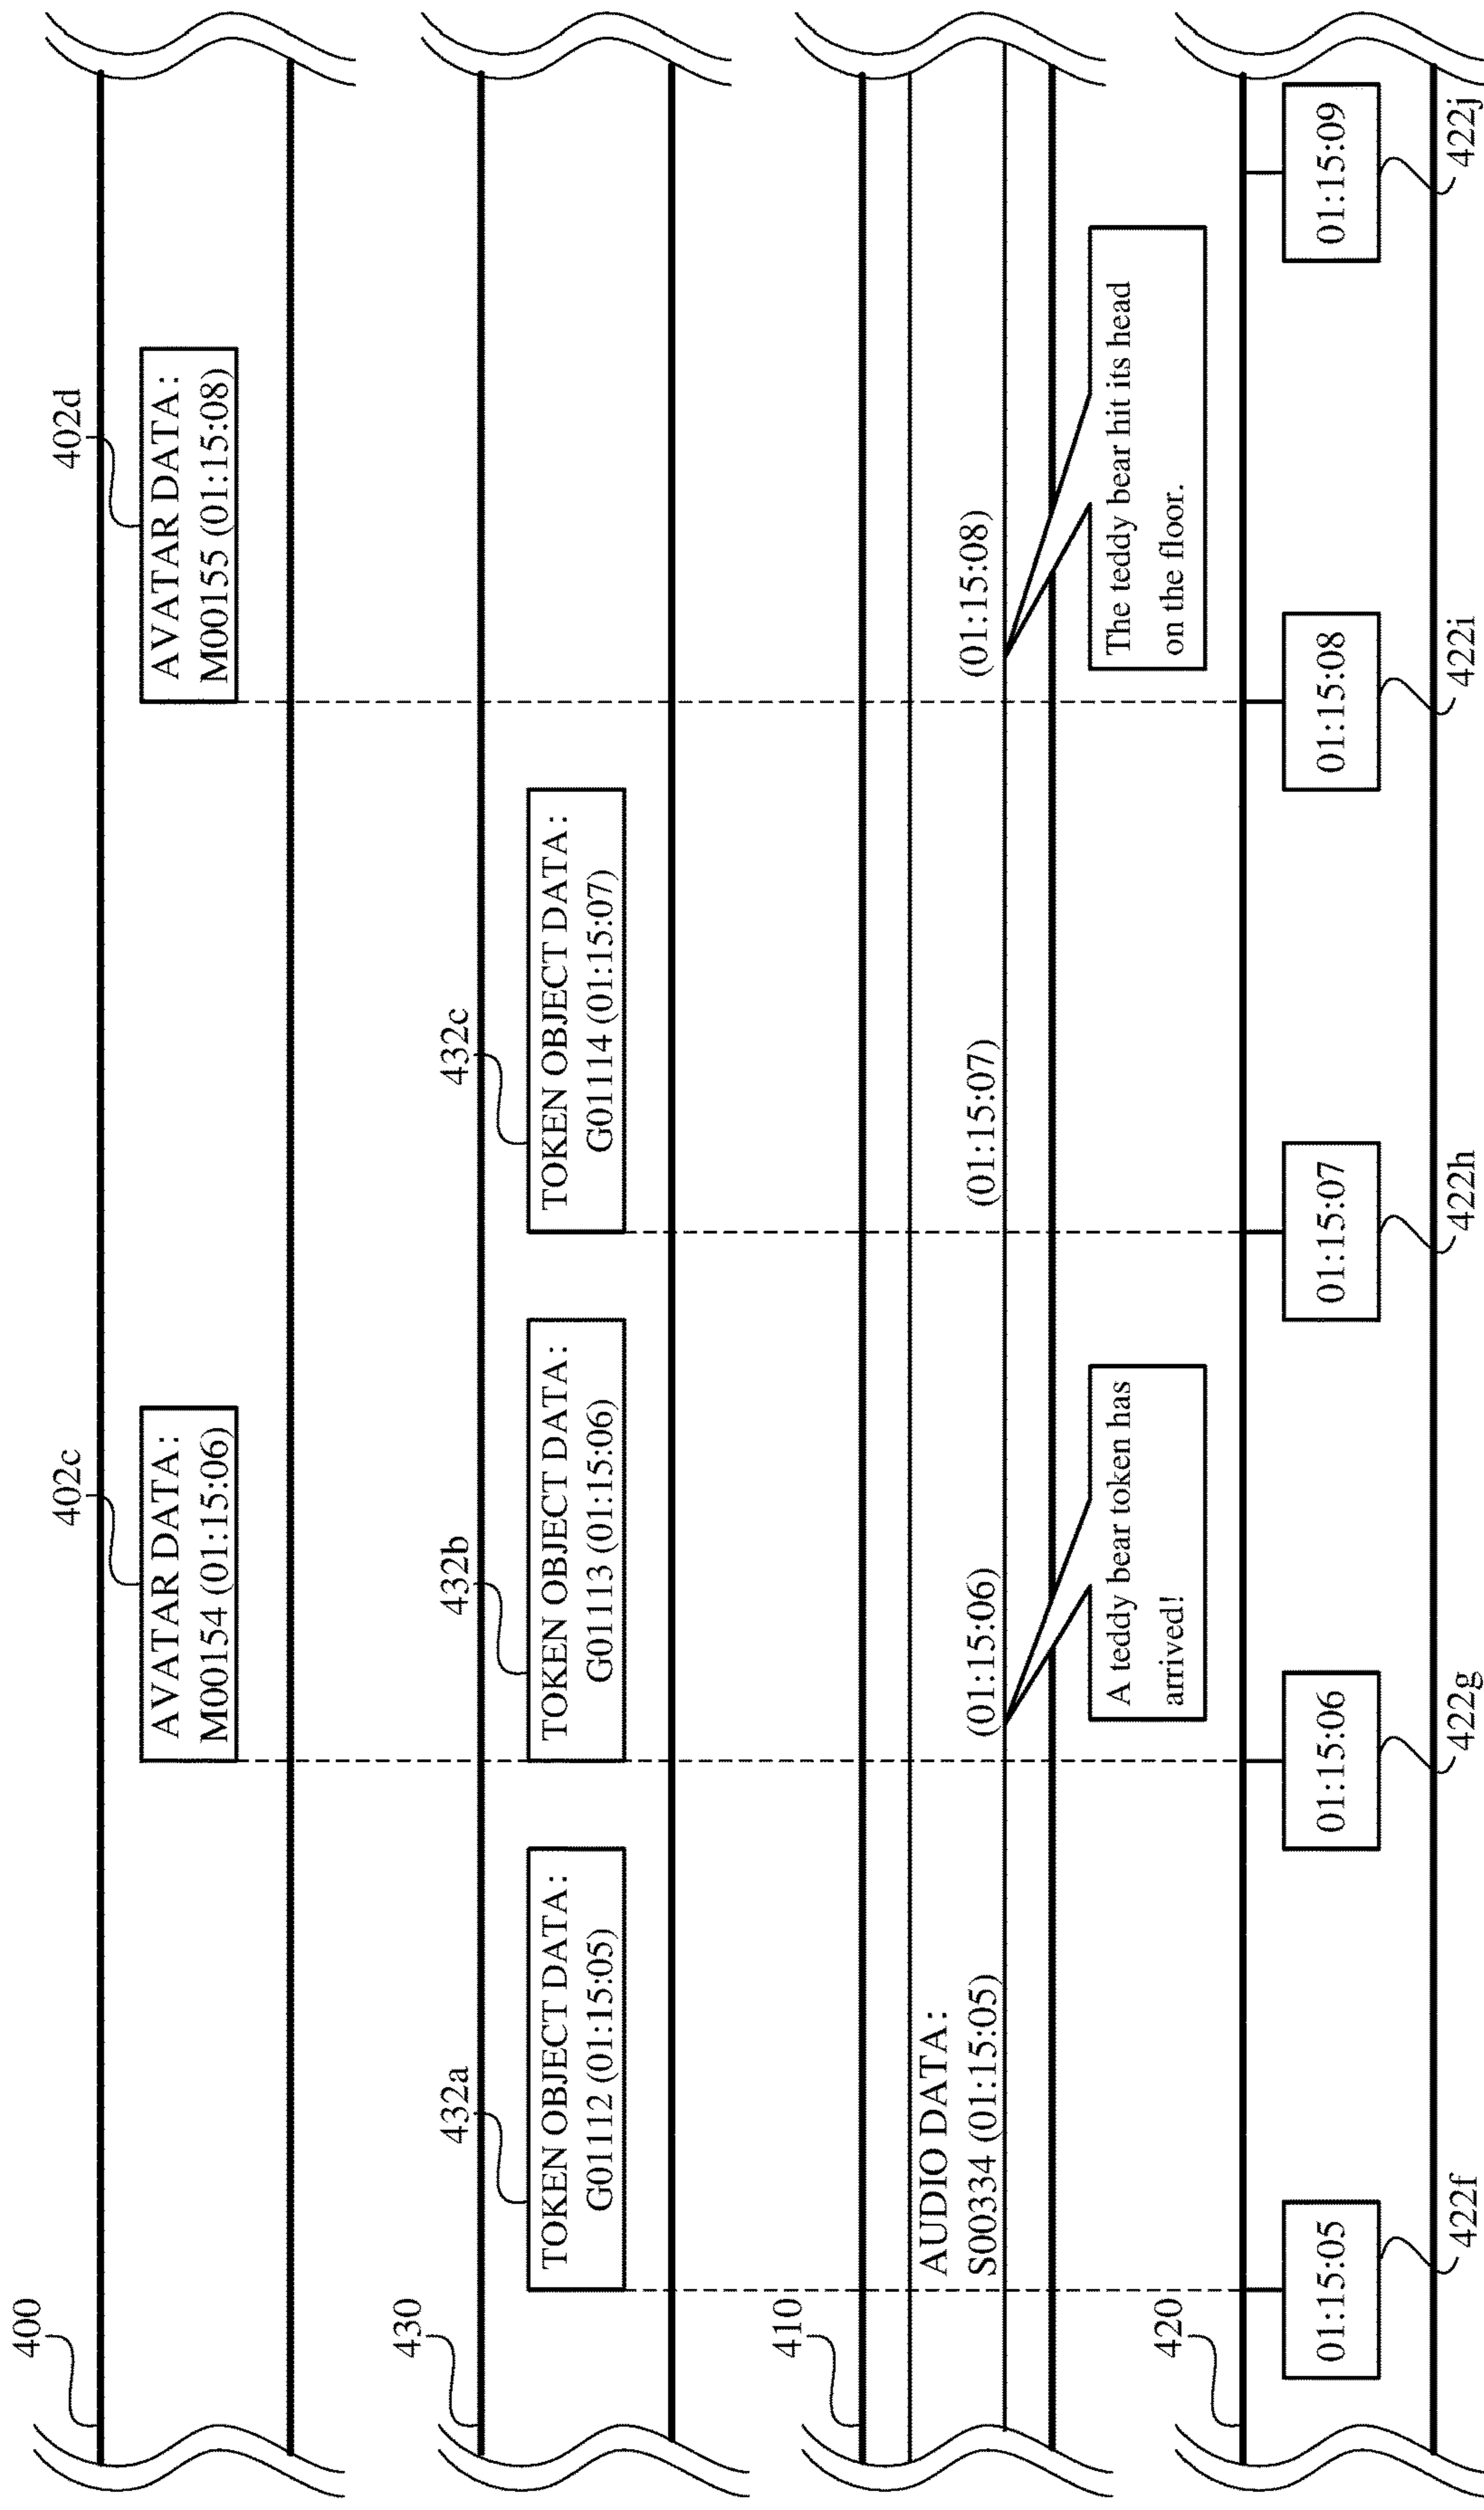 400
402c
402d
AVATAR DATA:
M00154 (01:15:06)
AVATAR DATA:
M00155 (01:15:08)
430
432a
432b
432c
TOKEN OBJECT DATA:
G01112 (01:15:05)
TOKEN OBJECT DATA:
G01113 (01:15:06)
TOKEN OBJECT DATA:
G01114 (01:15:07)
410
AUDIO DATA:
S00334 (01:15:05)
(01:15:06)
(01:15:07)
(01:15:08)
A teddy bear token has
arrived!
The teddy bear hit its head
on the floor.
420
01:15:05
01:15:06
01:15:07
01:15:08
01:15:09
422f
422g
422h
422i
422j